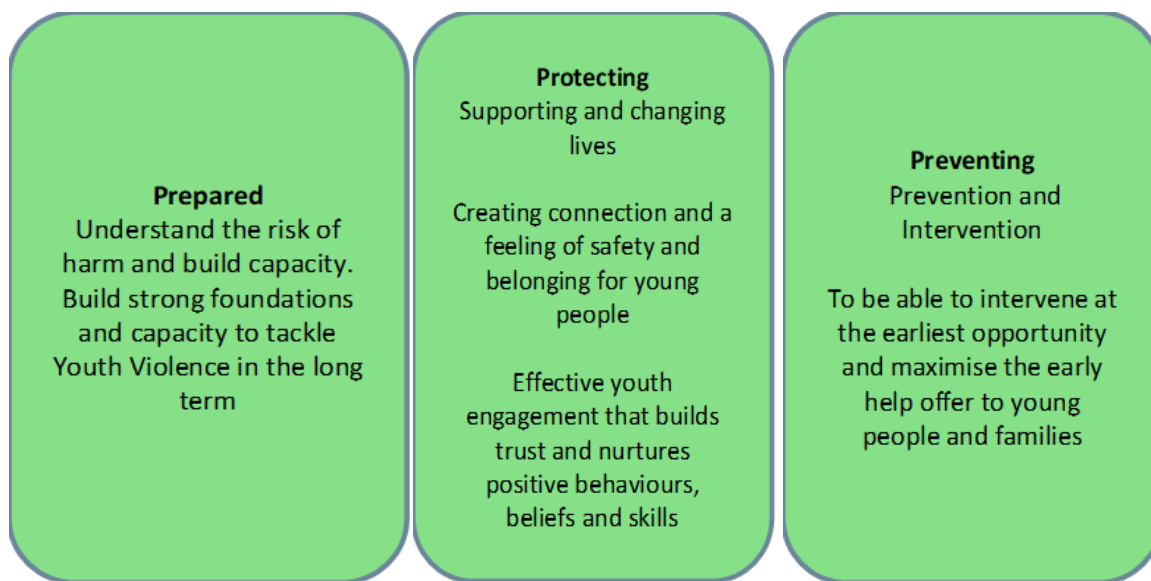 Prepared
Understand the risk of
harm and build capacity.
Build strong foundations
and capacity to tackle
Youth Violence in the long
term
Protecting
Supporting and changing
lives
Creating connection and a
feeling of safety and
belonging for young
people
Effective youth
engagement that builds
trust and nurtures
positive behaviours,
beliefs and skills
Preventing
Prevention and
Intervention
To be able to intervene at
the earliest opportunity
and maximise the early
help offer to young
people and families